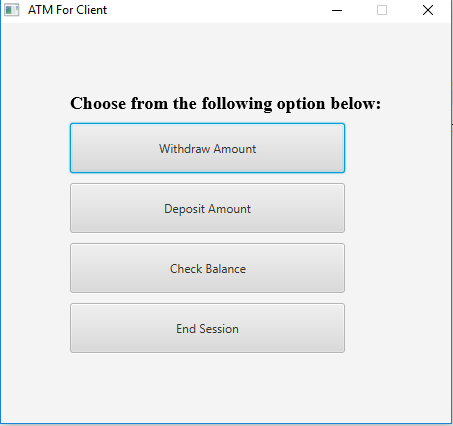 ATM For Client
Choose from the following option below:
Withdraw Amount
Deposit Amount
Check Balance
End Session